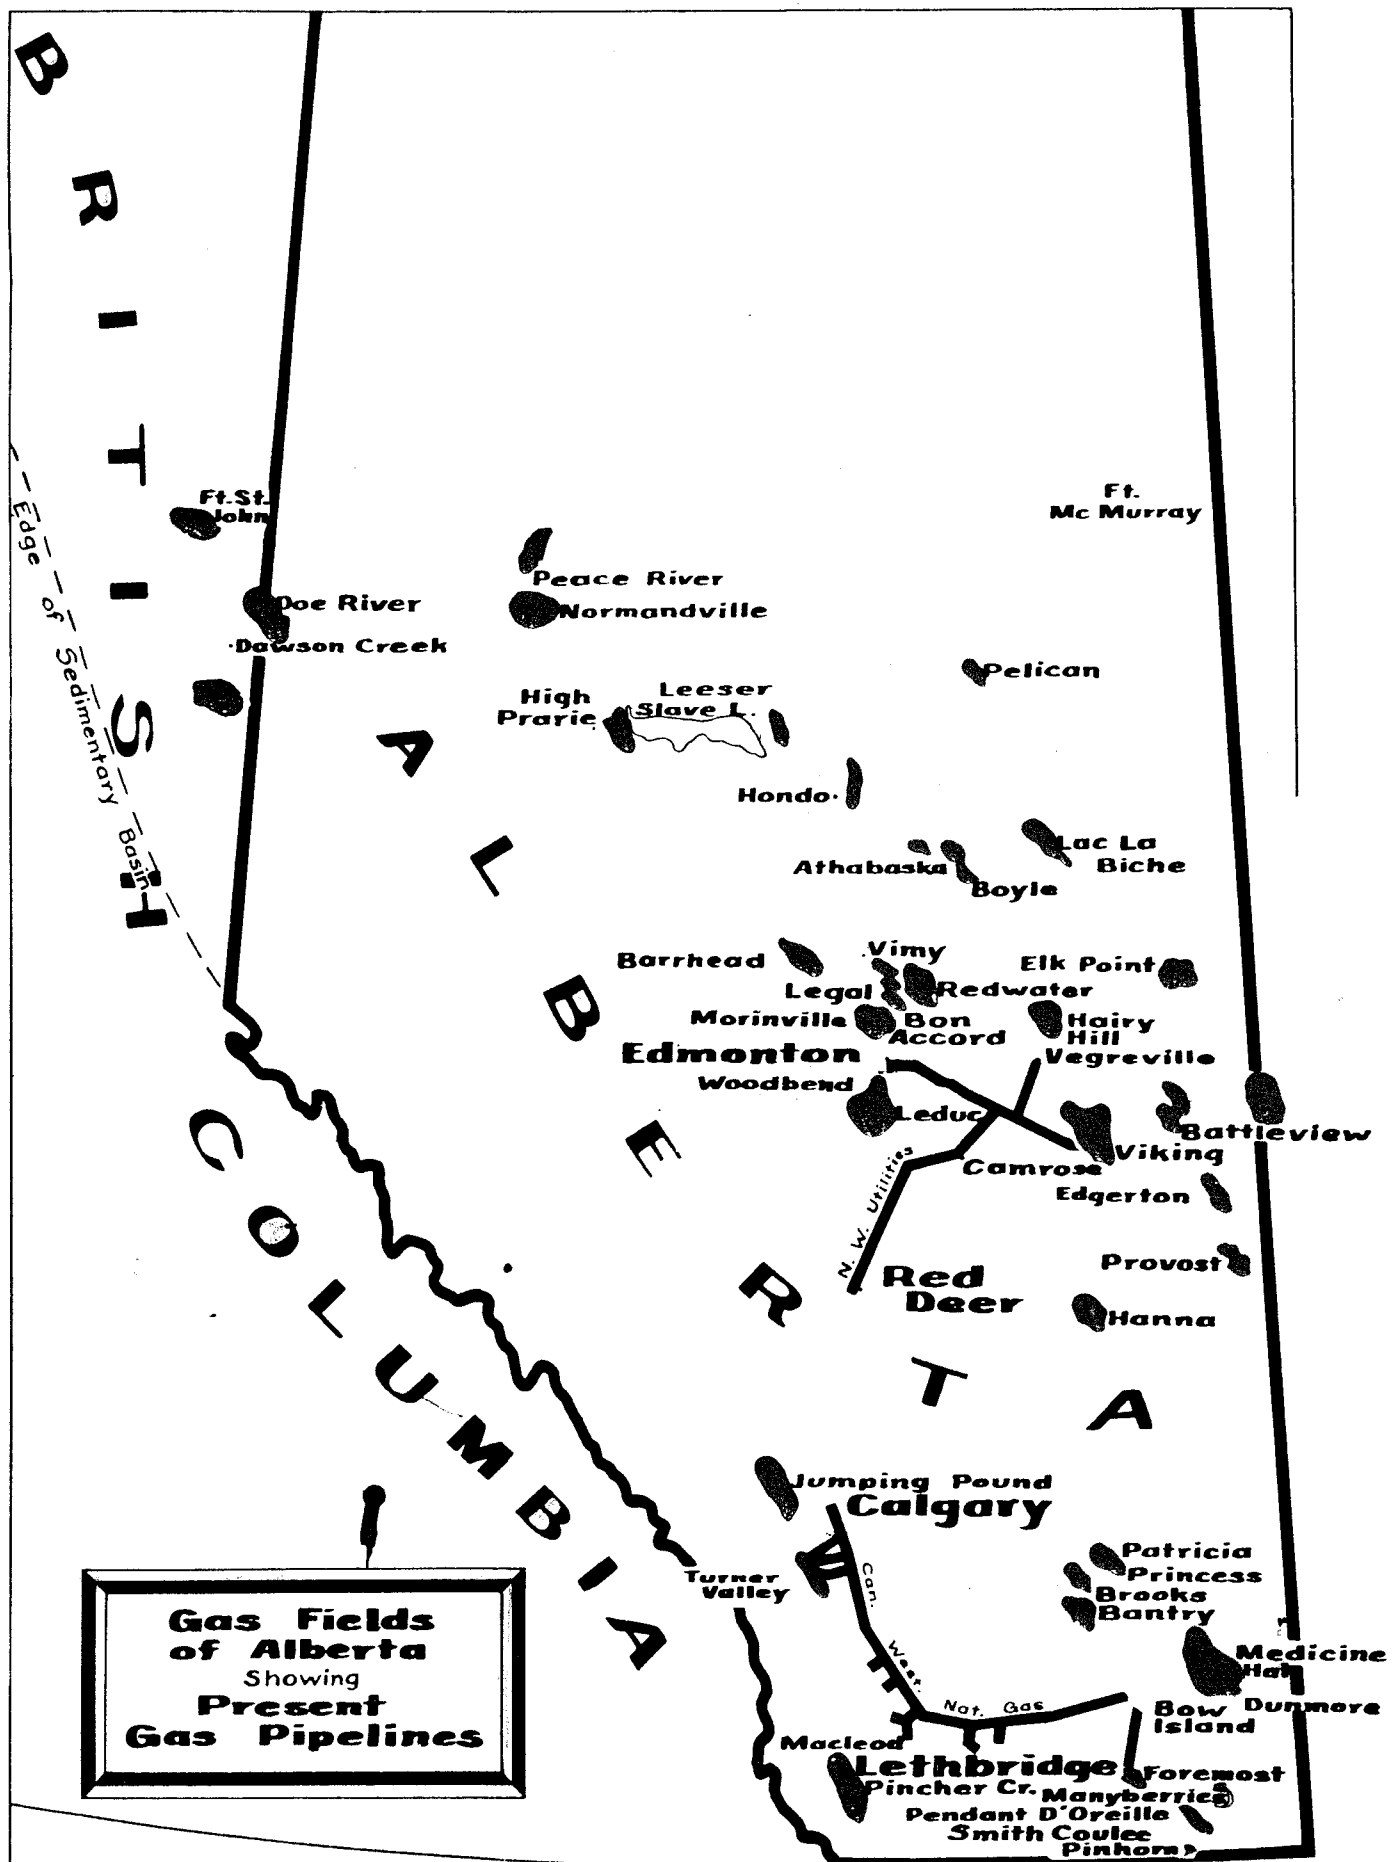 BRITISH
COLUMBIA
ALBERTA
Edge of Sedimentary Basin
Ft. St.
John
Ft.
Mc Murray
Peace River
Doe River
Normandville
Dawson Creek
Pelican
High
Prarie
Leeser
Slave L.
Hondo
Lac La
Biche
Athabaska
Boyle
Vimy
Barrhead
Elk Point
Legal
Redwater
Morinville
Bon
Accord
Hairy
Hill
Edmonton
Vegreville
Woodbend
Leduc
Battleview
Viking
Camrose
Edgerton
N. W. Utilities
Provost
Red
Deer
Hanna
Jumping Pound
Calgary
Turner
Valley
Can. West. Nat. Gas
Patricia
Princess
Brooks
Bantry
Medicine
Hat
Dunmore
Bow
Island
Macleod
Lethbridge
Foremost
Pincher Cr.
Manyberries
Pendant D'Oreille
Smith Coulee
Pinhorn
Gas Fields
of Alberta
Showing
Present
Gas Pipelines